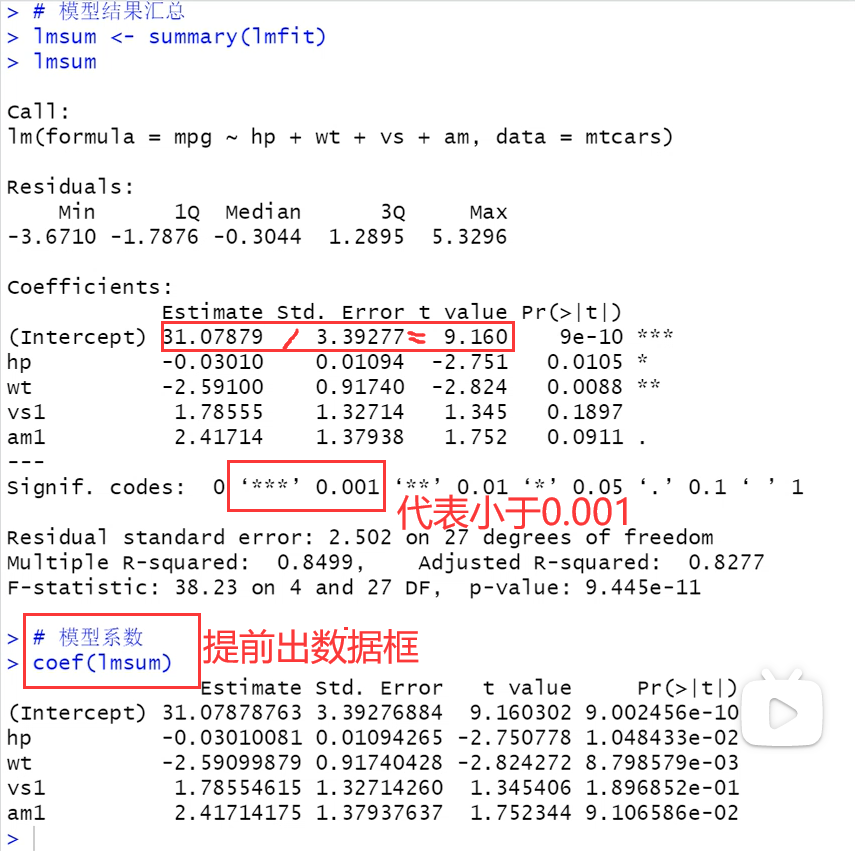 > # 模型结果汇总
> lmsum <- summary(lmfit)
> lmsum
Call:
lm(formula = mpg ~ hp + wt + vs + am, data = mtcars)
Residuals:
    Min      1Q  Median      3Q     Max
-3.6710 -1.7876 -0.3044  1.2895  5.3296
Coefficients:
            Estimate Std. Error t value Pr(>|t|)
(Intercept) 31.07879 / 3.39277 ≈ 9.160    9e-10 ***
hp          -0.03010    0.01094  -2.751   0.0105 *
wt          -2.59100    0.91740  -2.824   0.0088 **
vs1          1.78555    1.32714   1.345   0.1897
am1          2.41714    1.37938   1.752   0.0911 .
---
Signif. codes:  0 ‘***’ 0.001 ‘**’ 0.01 ‘*’ 0.05 ‘.’ 0.1 ‘ ’ 1
代表小于0.001
Residual standard error: 2.502 on 27 degrees of freedom
Multiple R-squared:  0.8499,    Adjusted R-squared:  0.8277
F-statistic: 38.23 on 4 and 27 DF,  p-value: 9.445e-11
> # 模型系数
> coef(lmsum)
提前出数据框
               Estimate Std. Error   t value     Pr(>|t|)
(Intercept) 31.07878763 3.39276884  9.160302 9.002456e-10
hp          -0.03010081 0.01094265 -2.750778 1.048433e-02
wt          -2.59099879 0.91740428 -2.824272 8.798579e-03
vs1          1.78554615 1.32714260  1.345406 1.896852e-01
am1          2.41714175 1.37937637  1.752344 9.106586e-02
>